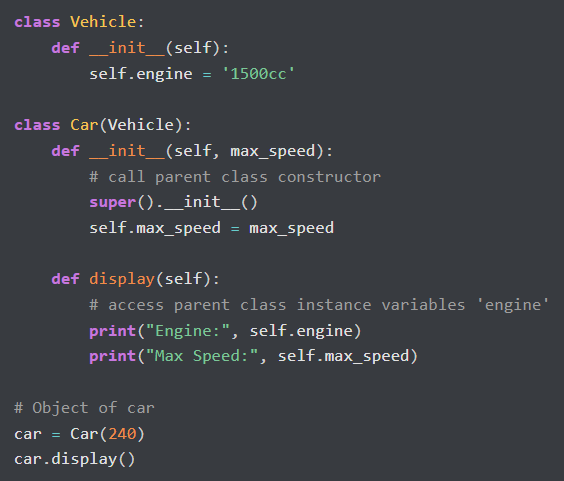 class Vehicle:
    def __init__(self):
        self.engine = '1500cc'

class Car(Vehicle):
    def __init__(self, max_speed):
        # call parent class constructor
        super().__init__()
        self.max_speed = max_speed

    def display(self):
        # access parent class instance variables 'engine'
        print("Engine:", self.engine)
        print("Max Speed:", self.max_speed)

# Object of car
car = Car(240)
car.display()